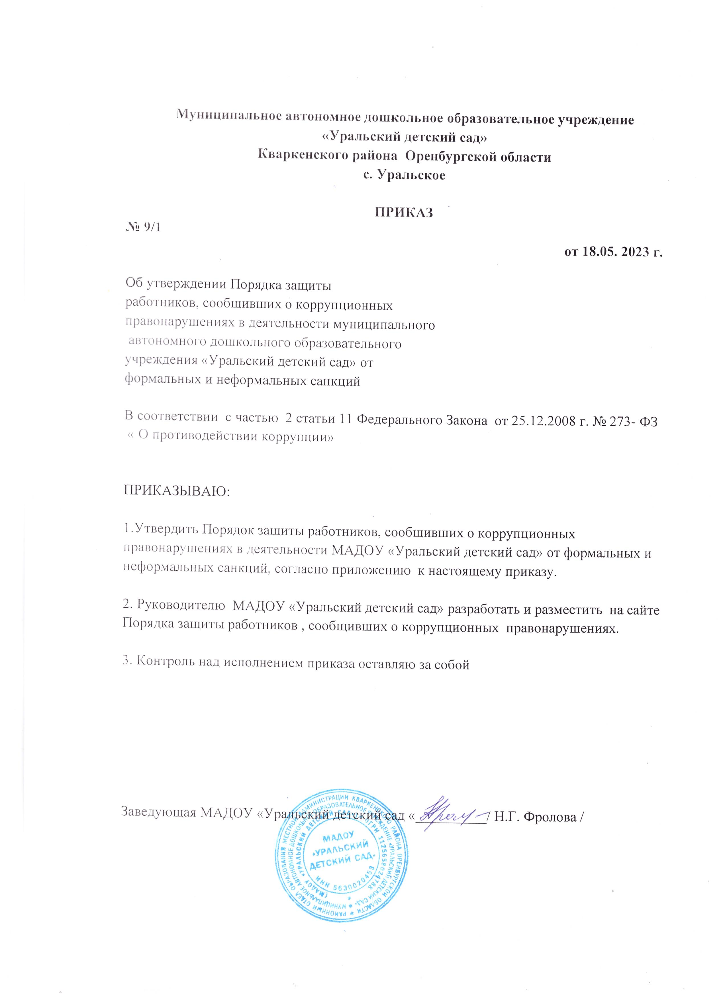 Муниципальное автономное дошкольное образовательное учреждение
«Уральский детский сад»
Кваркенского района  Оренбургской области
с. Уральское
ПРИКАЗ
№ 9/1
от 18.05. 2023 г.
Об утверждении Порядка защиты
работников, сообщивших о коррупционных
правонарушениях в деятельности муниципального
автономного дошкольного образовательного
учреждения «Уральский детский сад» от
формальных и неформальных санкций
В соответствии  с частью  2 статьи 11 Федерального Закона  от 25.12.2008 г. № 273- ФЗ
« О противодействии коррупции»
ПРИКАЗЫВАЮ:
1.Утвердить Порядок защиты работников, сообщивших о коррупционных
правонарушениях в деятельности МАДОУ «Уральский детский сад» от формальных и
неформальных санкций, согласно приложению  к настоящему приказу.
2. Руководителю  МАДОУ «Уральский детский сад» разработать и разместить  на сайте
Порядка защиты работников , сообщивших о коррупционных  правонарушениях.
3. Контроль над исполнением приказа оставляю за собой
Заведующая МАДОУ «Уральский детский сад «__________/ Н.Г. Фролова /
РАЙОННЫЙ ОТДЕЛ ОБРАЗОВАНИЯ МЕСТНОЙ АДМИНИСТРАЦИИ КВАРКЕНСКОГО РАЙОНА ОРЕНБУРГСКОЙ ОБЛАСТИ *
МУНИЦИПАЛЬНОЕ АВТОНОМНОЕ ДОШКОЛЬНОЕ ОБРАЗОВАТЕЛЬНОЕ УЧРЕЖДЕНИЕ «УРАЛЬСКИЙ ДЕТСКИЙ САД» *
(МАДОУ «УРАЛЬСКИЙ ДЕТСКИЙ САД») ОГРН 1125658024788 *
МАДОУ
«УРАЛЬСКИЙ
ДЕТСКИЙ САД»
ИНН 5630020453